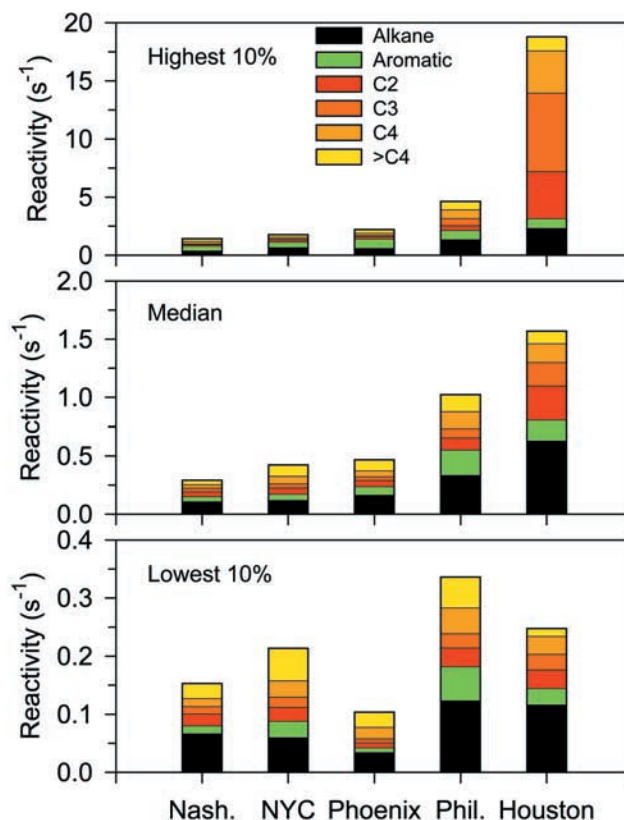 20
15
10
5
0
Reactivity (s⁻¹)
Highest 10%
Alkane
Aromatic
C2
C3
C4
>C4
2.0
1.5
1.0
0.5
0.0
Reactivity (s⁻¹)
Median
0.4
0.3
0.2
0.1
0.0
Reactivity (s⁻¹)
Lowest 10%
Nash. NYC Phoenix Phil. Houston